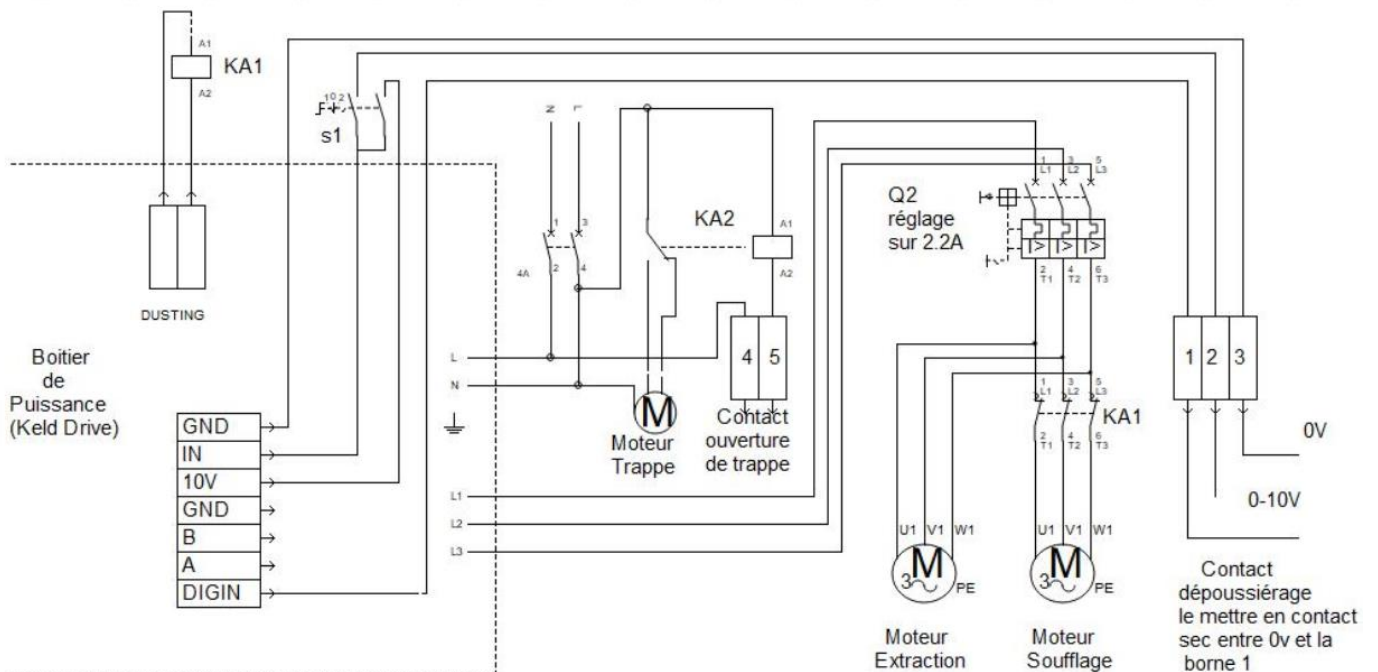 A1
KA1
A2
1 0 2
s1
DUSTING
Boitier
de
Puissance
(Keld Drive)
GND
IN
10V
GND
B
A
DIGIN
N
L
1
3
2
4
4A
KA2
A1
A2
L
N
4 5
M
Moteur
Trappe
Contact
ouverture
de trappe
L1
L2
L3
Q2
réglage
sur 2.2A
1 3 5
L1 L2 L3
I> I> I>
2 4 6
T1 T2 T3
1 3 5
L1 L2 L3
KA1
2 4 6
T1 T2 T3
U1 V1 W1
U1 V1 W1
M
3
PE
M
3
PE
Moteur
Extraction
Moteur
Soufflage
1 2 3
0V
0-10V
Contact
dépoussiérage
le mettre en contact
sec entre 0v et la
borne 1